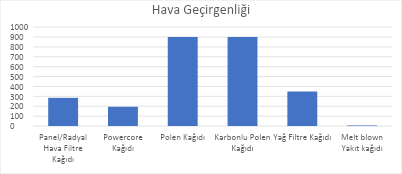 Hava Geçirgenliği
1000
900
800
700
600
500
400
300
200
100
0
Panel/Radyal
Hava Filtre
Kağıdı
Powercore
Kağıdı
Polen Kağıdı
Karbonlu Polen
Kağıdı
Yağ Filtre Kağıdı
Melt blown
Yakıt kağıdı